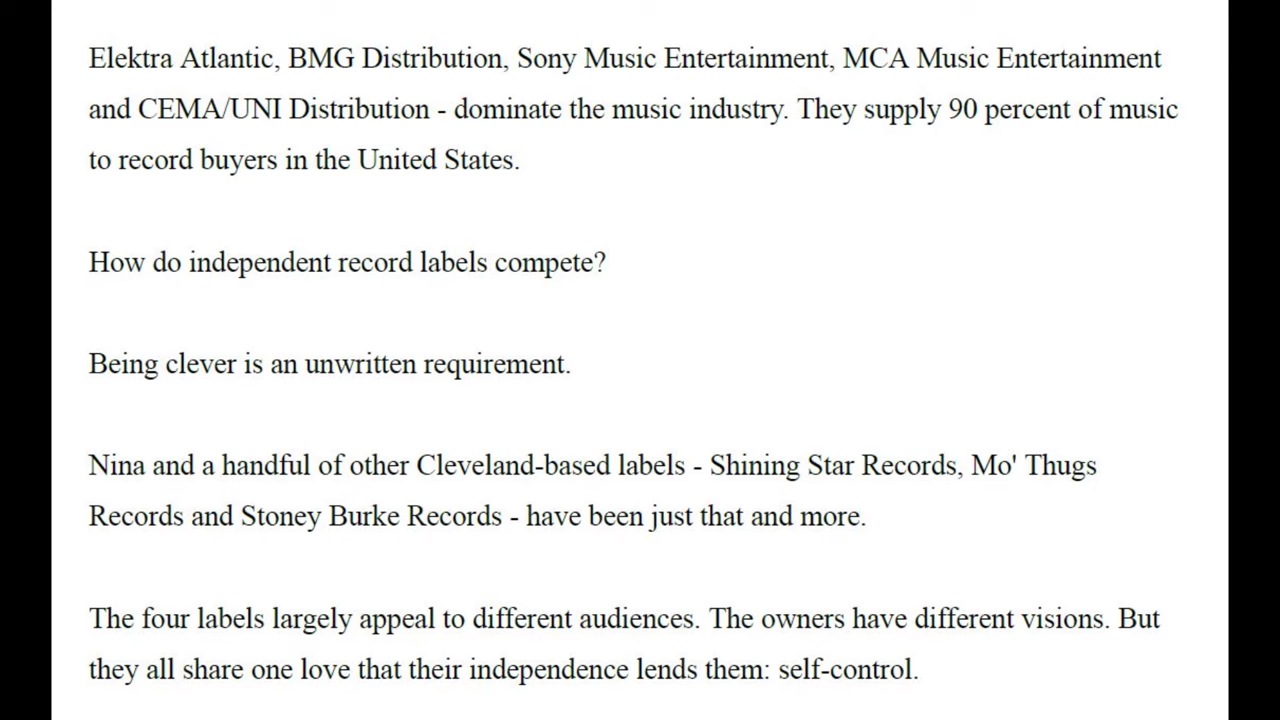 Elektra Atlantic, BMG Distribution, Sony Music Entertainment, MCA Music Entertainment
and CEMA/UNI Distribution - dominate the music industry. They supply 90 percent of music
to record buyers in the United States.
How do independent record labels compete?
Being clever is an unwritten requirement.
Nina and a handful of other Cleveland-based labels - Shining Star Records, Mo' Thugs
Records and Stoney Burke Records - have been just that and more.
The four labels largely appeal to different audiences. The owners have different visions. But
they all share one love that their independence lends them: self-control.